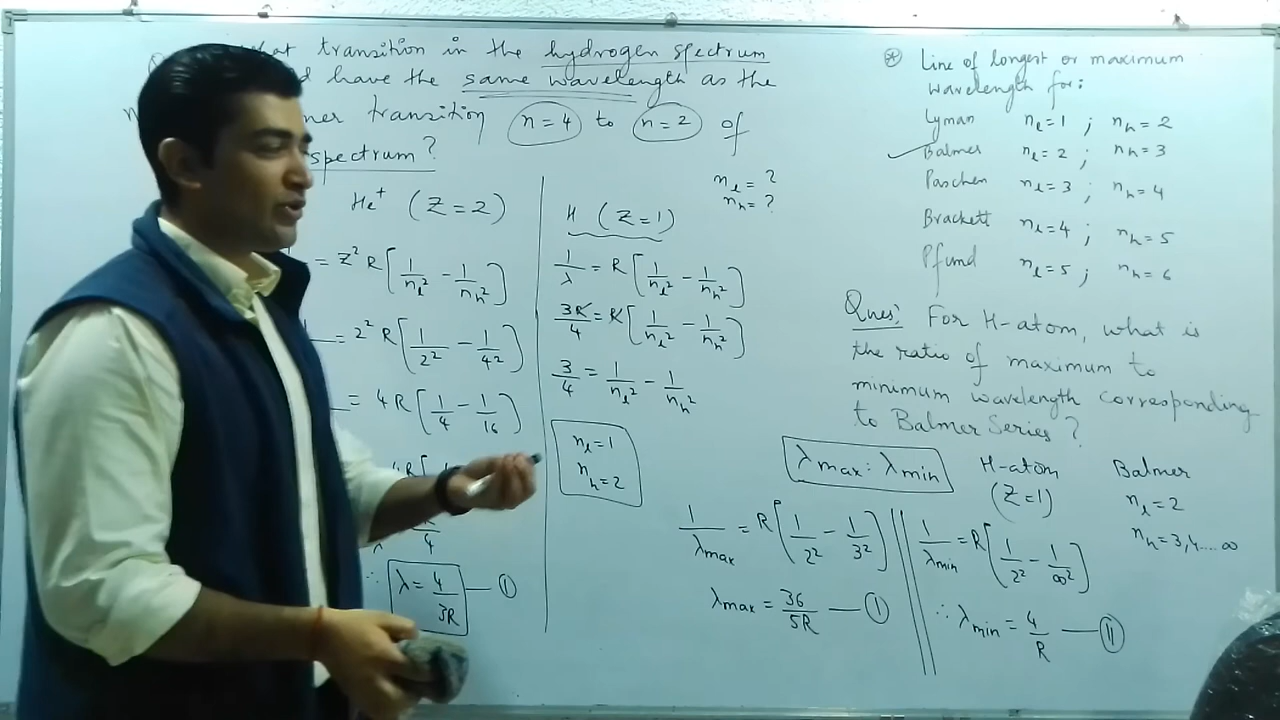 transition in the hydrogen spectrum
have the same wavelength as the
transition n=4 to n=2 of
spectrum?
He⁺ (Z=2)
= Z² R[1/nₗ² − 1/nₕ²]
= 2² R[1/2² − 1/4²]
= 4R[1/4 − 1/16]
∴ λ = 4/3R — ①
nₗ = ?
nₕ = ?
H (Z=1)
1/λ = R[1/nₗ² − 1/nₕ²]
3R/4 = R[1/nₗ² − 1/nₕ²]
3/4 = 1/nₗ² − 1/nₕ²
nₗ=1
nₕ=2
* Line of longest or maximum
wavelength for:
Lyman nₗ=1 ; nₕ=2
Balmer nₗ=2 ; nₕ=3
Paschen nₗ=3 ; nₕ=4
Brackett nₗ=4 ; nₕ=5
Pfund nₗ=5 ; nₕ=6
Ques: For H-atom, what is
the ratio of maximum to
minimum wavelength corresponding
to Balmer Series?
λmax : λmin
H-atom
(Z=1)
Balmer
nₗ=2
nₕ=3,4....∞
1/λmax = R[1/2² − 1/3²]
λmax = 36/5R — ①
1/λmin = R[1/2² − 1/∞²]
∴ λmin = 4/R — ⑪